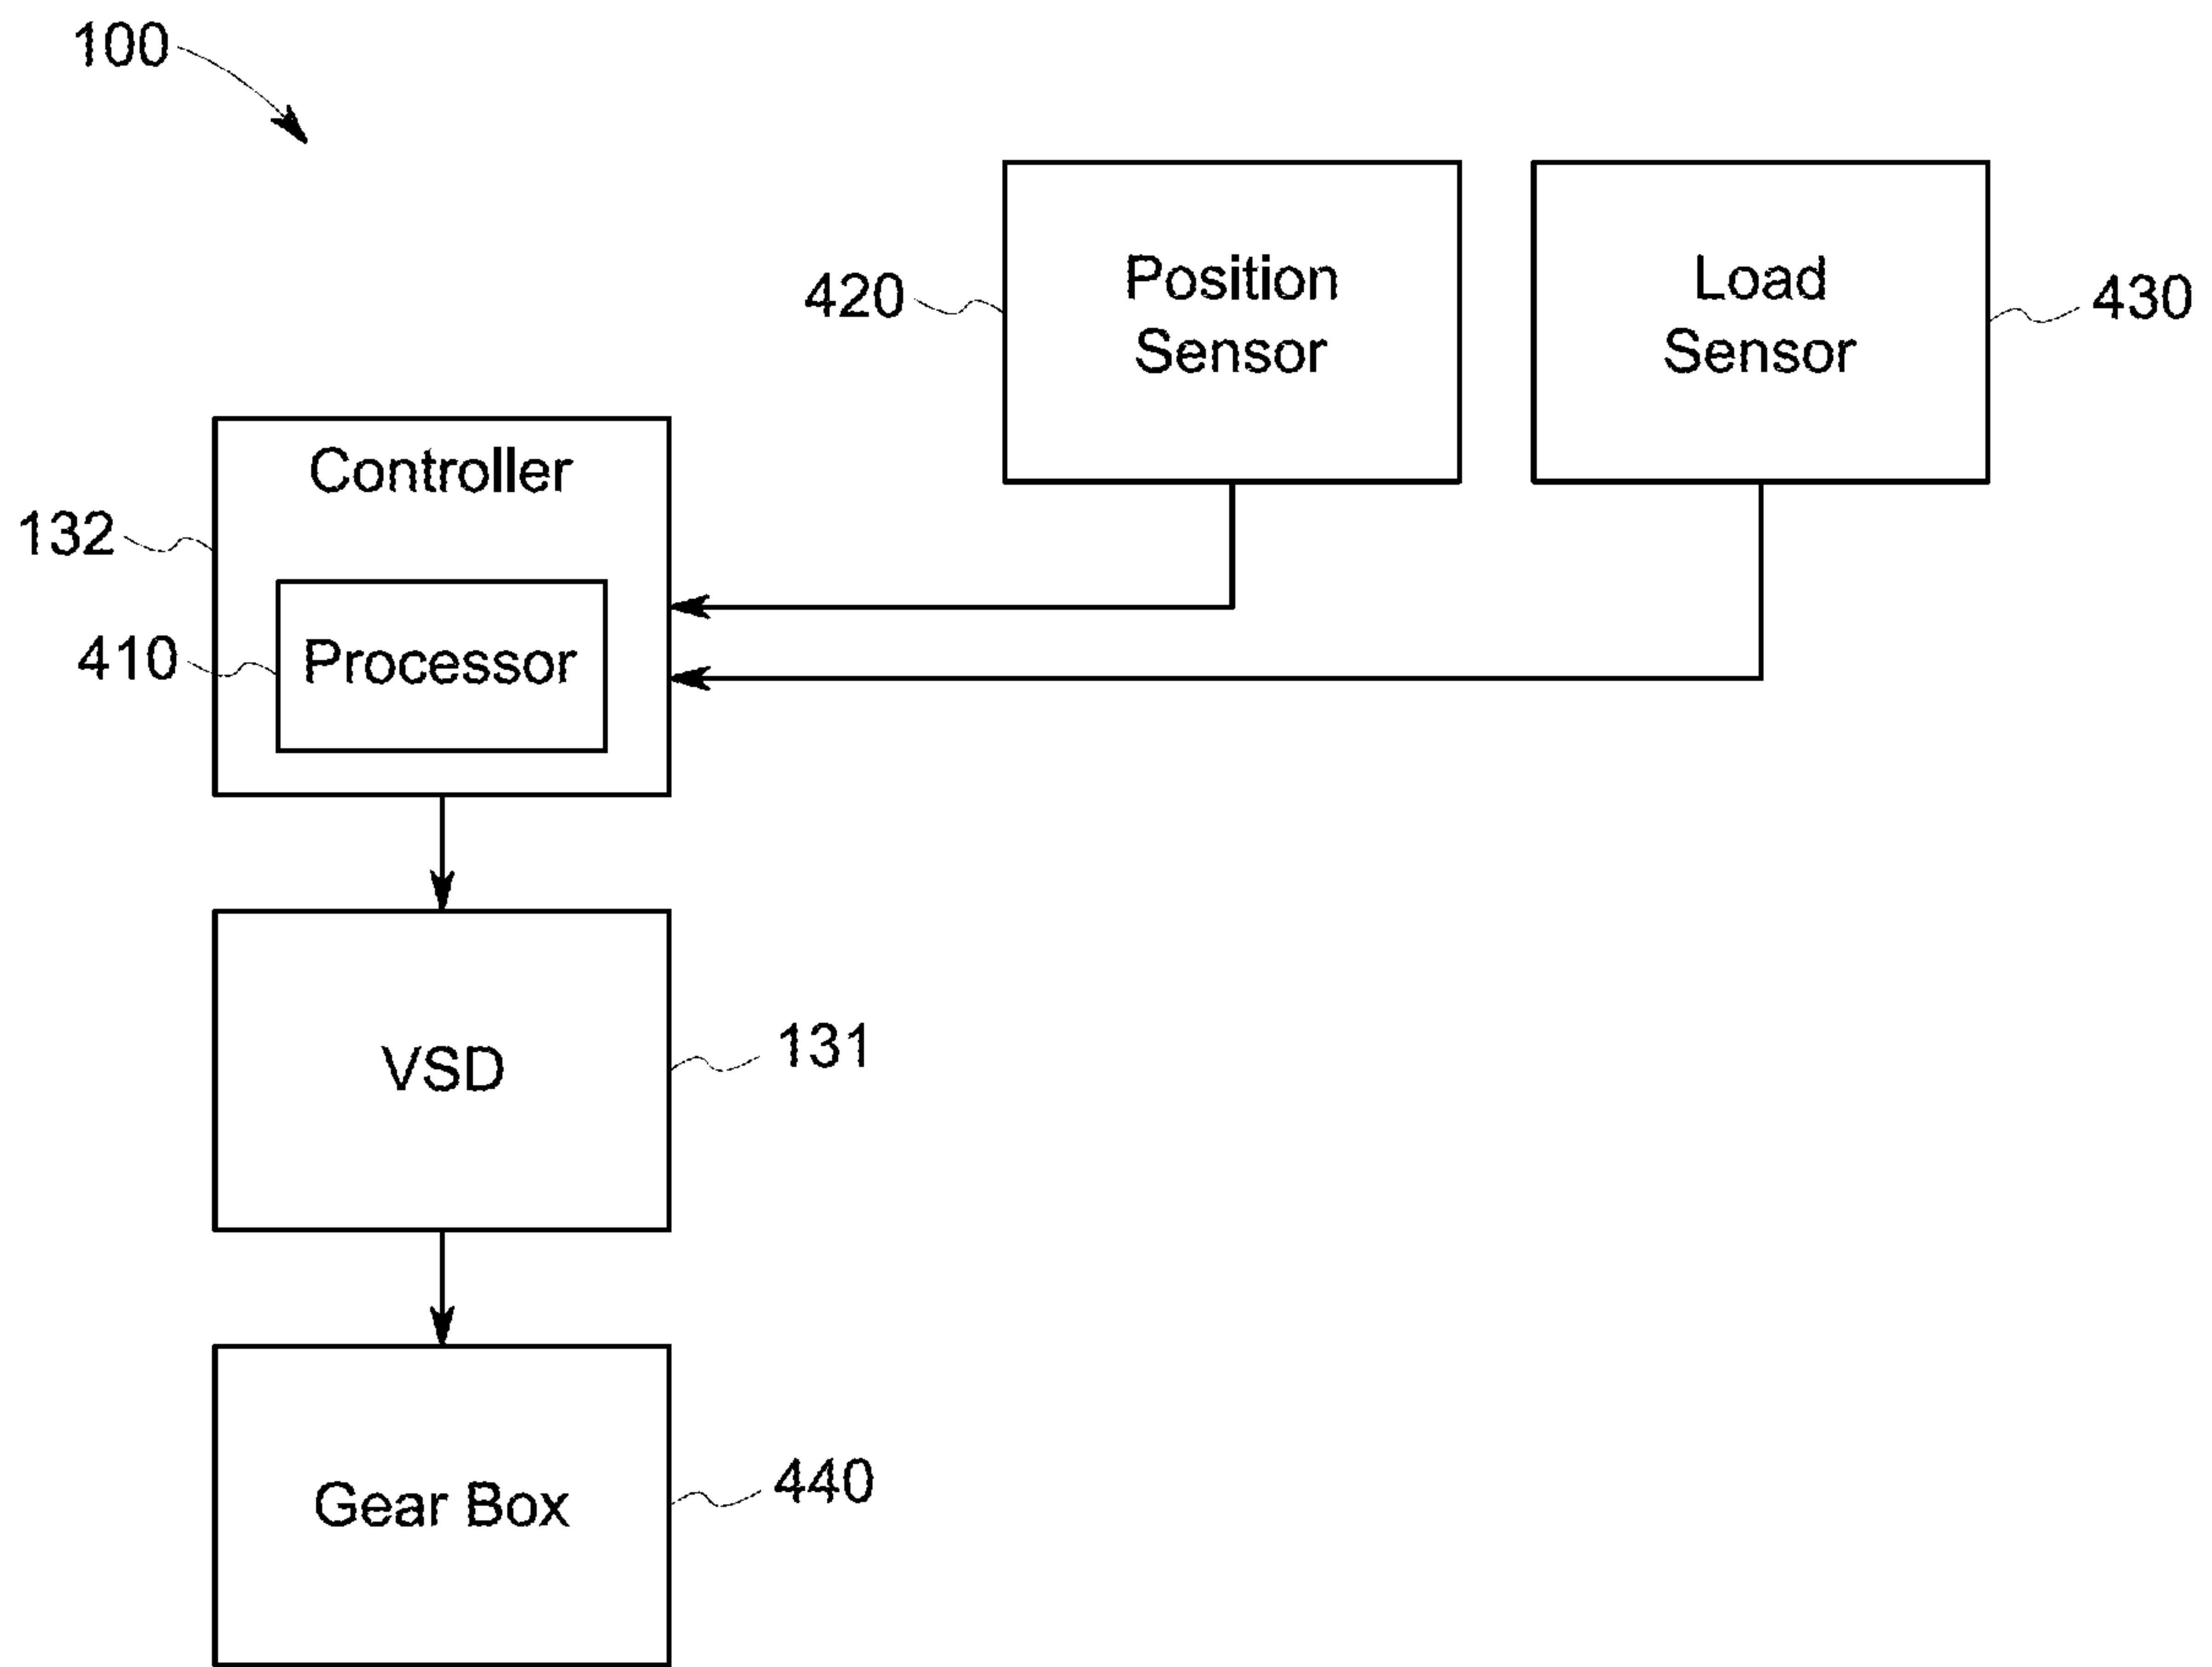 100
Position
Sensor
420
Load
Sensor
430
Controller
132
Processor
410
VSD
131
Gear Box
440